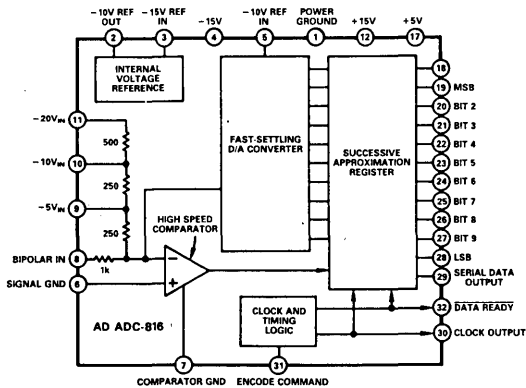 -10V REF OUT
-15V REF IN
-15V
-10V REF IN
POWER GROUND
+15V
+5V
2
3
4
5
1
12
17
INTERNAL
VOLTAGE
REFERENCE
18
19 MSB
-20VIN 11
20 BIT 2
500
FAST-SETTLING
D/A CONVERTER
21 BIT 3
SUCCESSIVE
APPROXIMATION
REGISTER
22 BIT 4
-10VIN 10
23 BIT 5
250
24 BIT 6
-5VIN 9
25 BIT 7
250
HIGH SPEED
COMPARATOR
26 BIT 8
27 BIT 9
BIPOLAR IN 8
1k
-
28 LSB
SIGNAL GND 6
+
29 SERIAL DATA
OUTPUT
CLOCK AND
TIMING
LOGIC
32 DATA READY
AD ADC-816
30 CLOCK OUTPUT
7
31
COMPARATOR GND
ENCODE COMMAND